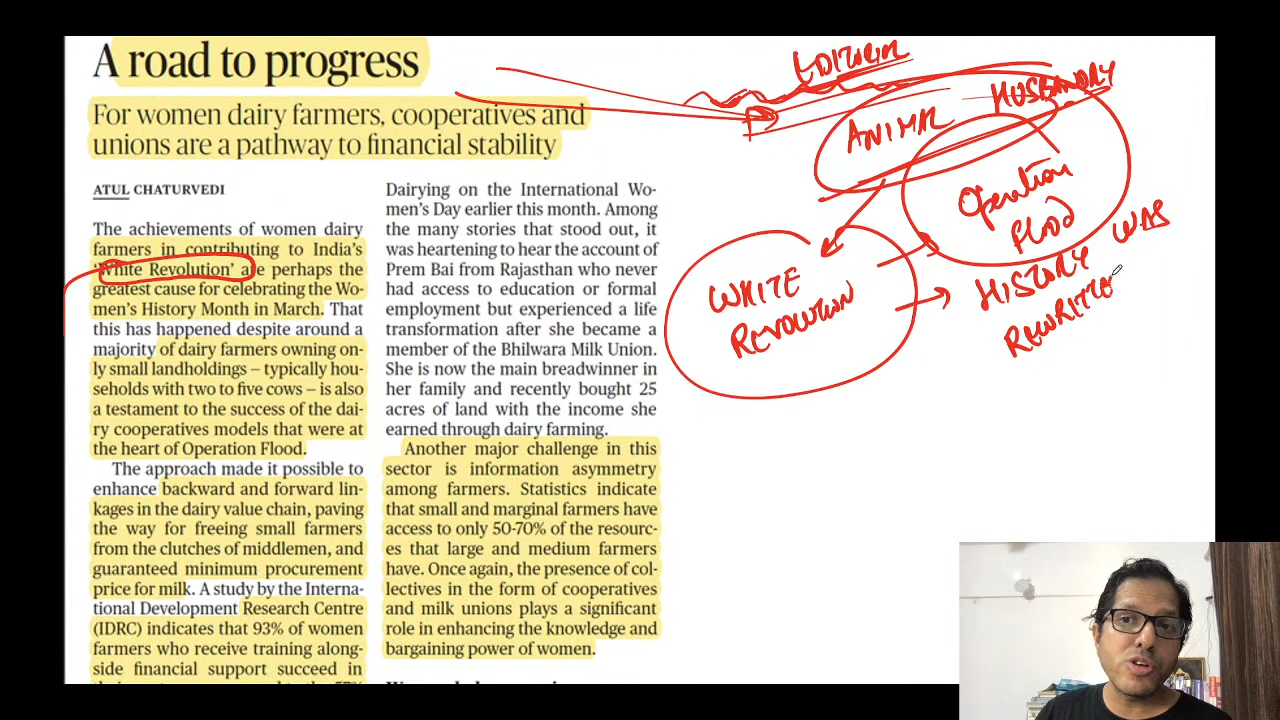 A road to progress
For women dairy farmers, cooperatives and
unions are a pathway to financial stability
ATUL CHATURVEDI
The achievements of women dairy
farmers in contributing to India's
'White Revolution' are perhaps the
greatest cause for celebrating the Wo-
men's History Month in March. That
this has happened despite around a
majority of dairy farmers owning on-
ly small landholdings – typically hou-
seholds with two to five cows – is also
a testament to the success of the dai-
ry cooperatives models that were at
the heart of Operation Flood.
The approach made it possible to
enhance backward and forward lin-
kages in the dairy value chain, paving
the way for freeing small farmers
from the clutches of middlemen, and
guaranteed minimum procurement
price for milk. A study by the Interna-
tional Development Research Centre
(IDRC) indicates that 93% of women
farmers who receive training along-
side financial support succeed in
Dairying on the International Wo-
men's Day earlier this month. Among
the many stories that stood out, it
was heartening to hear the account of
Prem Bai from Rajasthan who never
had access to education or formal
employment but experienced a life
transformation after she became a
member of the Bhilwara Milk Union.
She is now the main breadwinner in
her family and recently bought 25
acres of land with the income she
earned through dairy farming.
Another major challenge in this
sector is information asymmetry
among farmers. Statistics indicate
that small and marginal farmers have
access to only 50-70% of the resourc-
es that large and medium farmers
have. Once again, the presence of col-
lectives in the form of cooperatives
and milk unions plays a significant
role in enhancing the knowledge and
bargaining power of women.
EDITORIAL
ANIMAL HUSBANDRY
Operation
Flood
WHITE
REVOLUTION
HISTORY WAS
REWRITTE